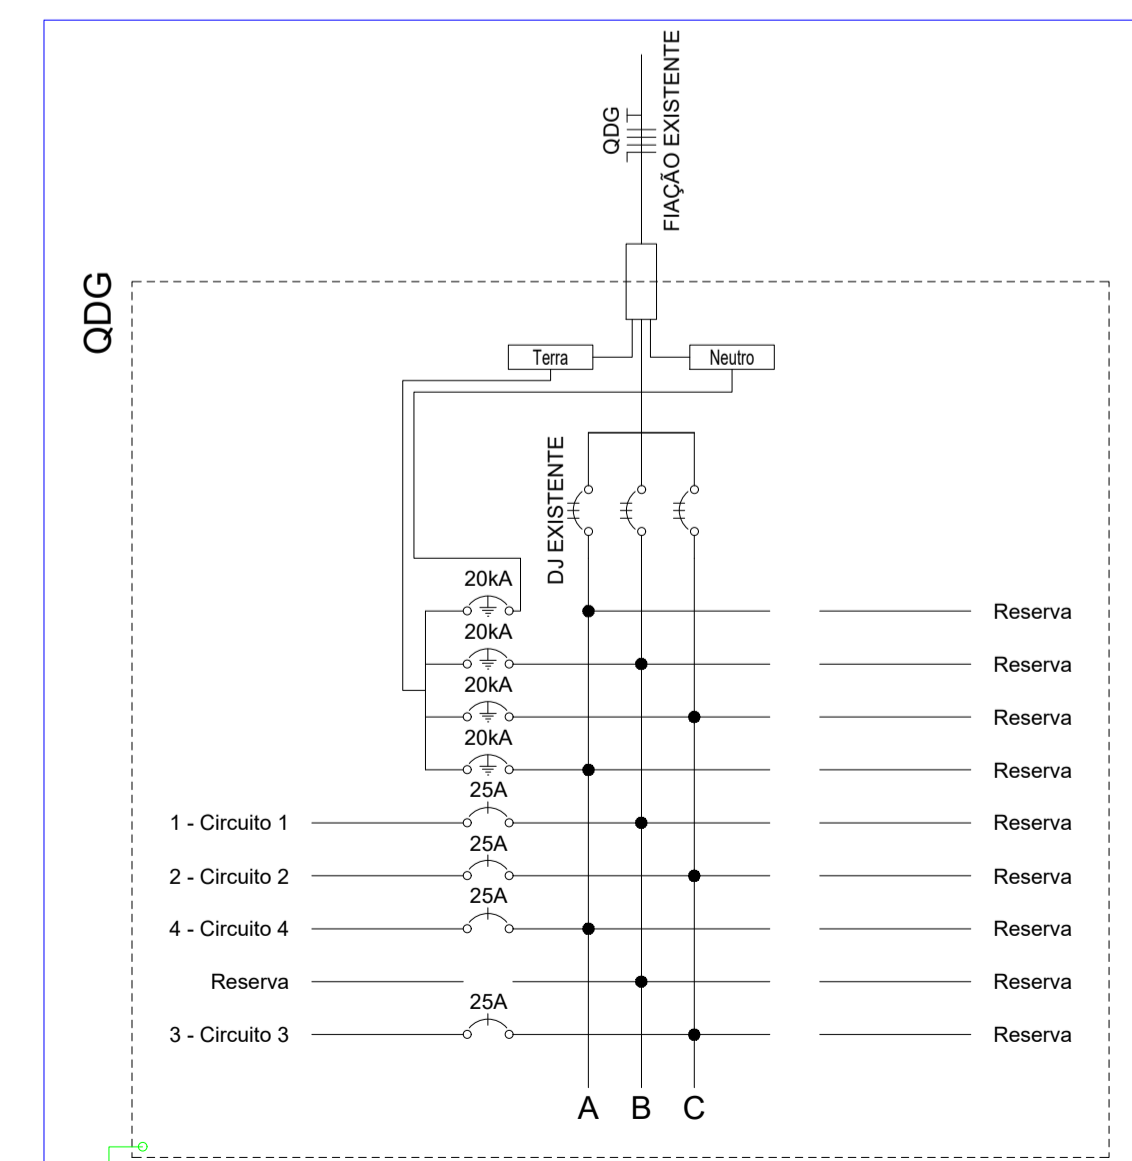 QDG
FIAÇÃO EXISTENTE
QDG
Terra
Neutro
DJ EXISTENTE
20kA
Reserva
20kA
Reserva
20kA
Reserva
20kA
Reserva
25A
1 - Circuito 1
Reserva
25A
2 - Circuito 2
Reserva
25A
4 - Circuito 4
Reserva
Reserva
Reserva
25A
3 - Circuito 3
Reserva
A B C